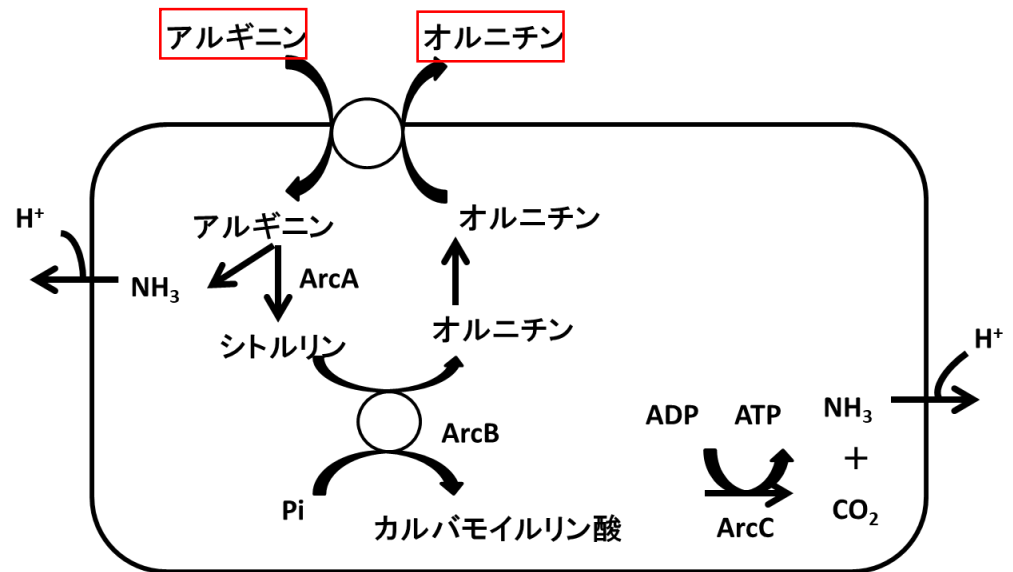 アルギニン
オルニチン
H⁺
アルギニン
オルニチン
NH₃
ArcA
シトルリン
オルニチン
H⁺
ADP
ATP
NH₃
ArcB
+
Pi
カルバモイルリン酸
ArcC
CO₂